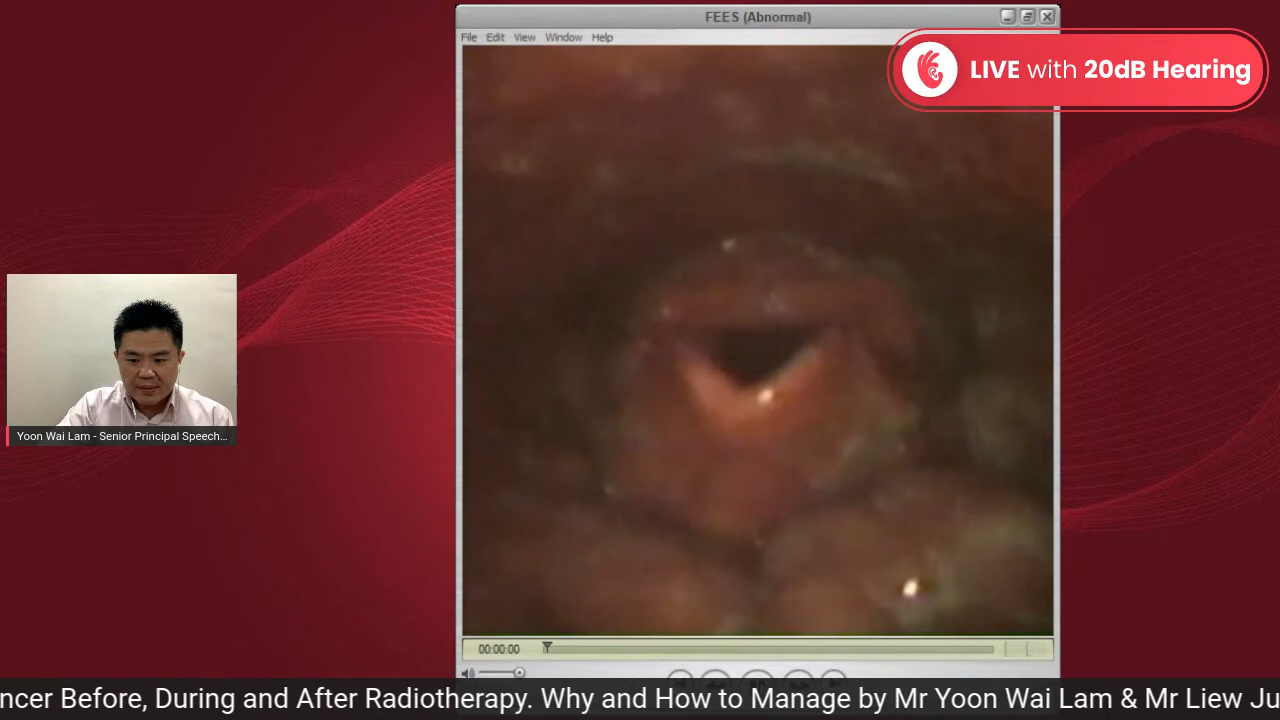 FEES (Abnormal)
File Edit View Window Help
LIVE with 20dB Hearing
Yoon Wai Lam - Senior Principal Speech...
00:00:00
ncer Before, During and After Radiotherapy. Why and How to Manage by Mr Yoon Wai Lam & Mr Liew Ju